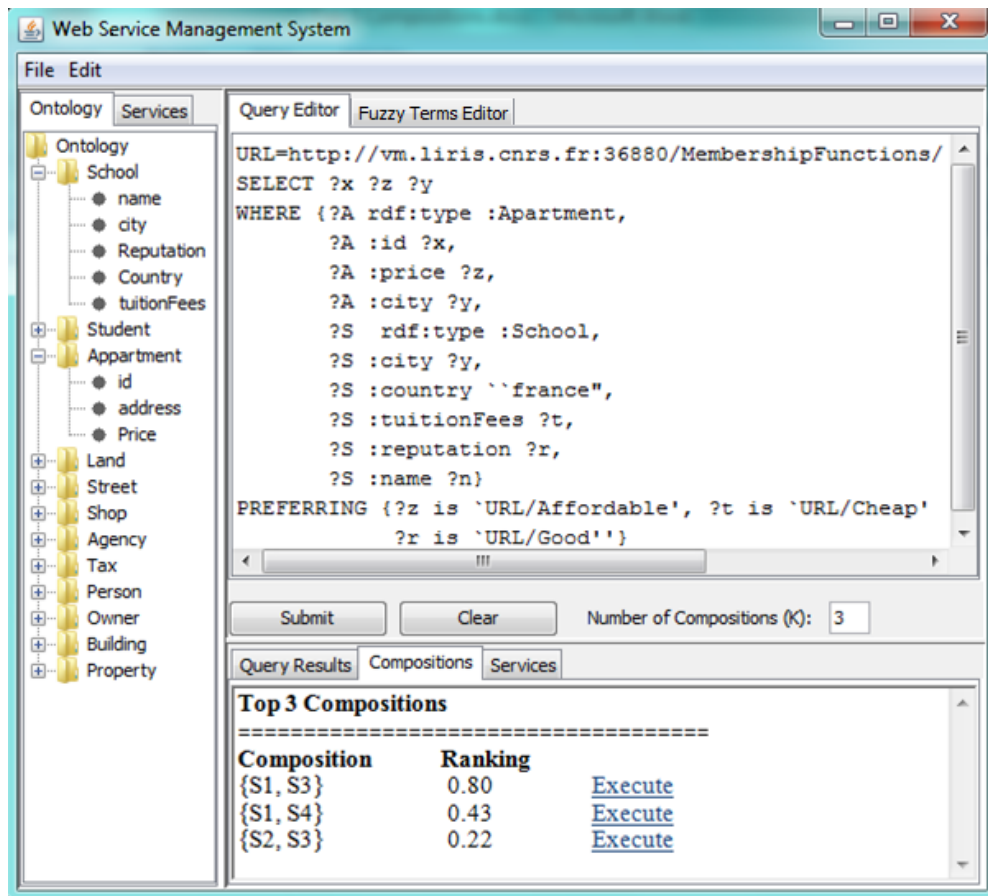 Web Service Management System
File Edit
Ontology Services
Ontology
School
name
city
Reputation
Country
tuitionFees
Student
Appartment
id
address
Price
Land
Street
Shop
Agency
Tax
Person
Owner
Building
Property
Query Editor Fuzzy Terms Editor
URL=http://vm.liris.cnrs.fr:36880/MembershipFunctions/
SELECT ?x ?z ?y
WHERE {?A rdf:type :Apartment,
?A :id ?x,
?A :price ?z,
?A :city ?y,
?S rdf:type :School,
?S :city ?y,
?S :country ``france",
?S :tuitionFees ?t,
?S :reputation ?r,
?S :name ?n}
PREFERRING {?z is `URL/Affordable', ?t is `URL/Cheap'
?r is `URL/Good''}
Submit Clear Number of Compositions (K): 3
Query Results Compositions Services
Top 3 Compositions
====================================
Composition Ranking
{S1, S3} 0.80 Execute
{S1, S4} 0.43 Execute
{S2, S3} 0.22 Execute